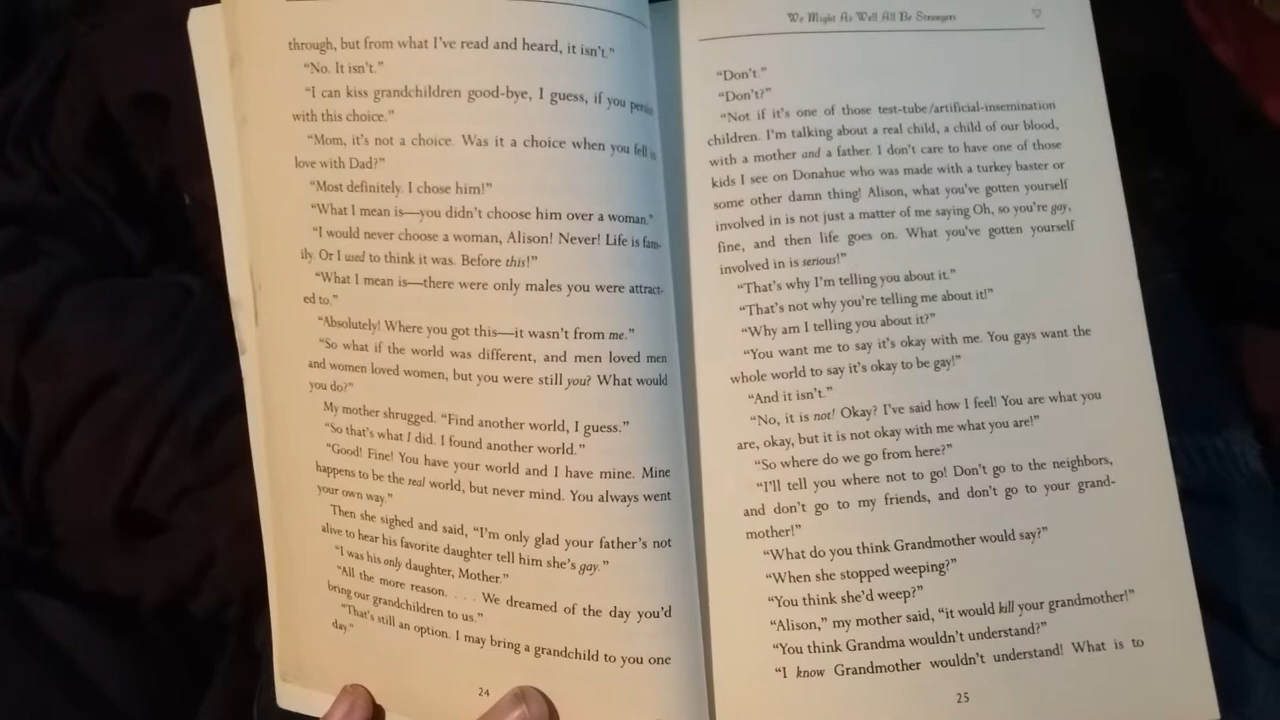 through, but from what I've read and heard, it isn't."
"No. It isn't."
"I can kiss grandchildren good-bye, I guess, if you
with this choice."
"Mom, it's not a choice. Was it a choice when you fell in
love with Dad?"
"Most definitely. I chose him!"
"What I mean is—you didn't choose him over a woman."
"I would never choose a woman, Alison! Never! Life is fam-
ily. Or I used to think it was. Before this!"
"What I mean is—there were only males you were attract-
ed to."
"Absolutely! Where you got this—it wasn't from me."
"So what if the world was different, and men loved men
and women loved women, but you were still you? What would
you do?"
My mother shrugged. "Find another world, I guess."
"So that's what I did. I found another world."
"Good! Fine! You have your world and I have mine. Mine
happens to be the real world, but never mind. You always went
your own way."
Then she sighed and said, "I'm only glad your father's not
alive to hear his favorite daughter tell him she's gay."
"I was his only daughter, Mother."
"All the more reason. . . . We dreamed of the day you'd
bring our grandchildren to us."
"That's still an option. I may bring a grandchild to you one
day."
24
We Might As Well All Be Strangers
"Don't."
"Don't?"
"Not if it's one of those test-tube/artificial-insemination
children. I'm talking about a real child, a child of our blood,
with a mother and a father. I don't care to have one of those
kids I see on Donahue who was made with a turkey baster or
some other damn thing! Alison, what you've gotten yourself
involved in is not just a matter of me saying Oh, so you're gay,
fine, and then life goes on. What you've gotten yourself
involved in is serious!"
"That's why I'm telling you about it."
"That's not why you're telling me about it!"
"Why am I telling you about it?"
"You want me to say it's okay with me. You gays want the
whole world to say it's okay to be gay!"
"And it isn't."
"No, it is not! Okay? I've said how I feel! You are what you
are, okay, but it is not okay with me what you are!"
"So where do we go from here?"
"I'll tell you where not to go! Don't go to the neighbors,
and don't go to my friends, and don't go to your grand-
mother!"
"What do you think Grandmother would say?"
"When she stopped weeping?"
"You think she'd weep?"
"Alison," my mother said, "it would kill your grandmother!"
"You think Grandma wouldn't understand?"
"I know Grandmother wouldn't understand! What is to
25